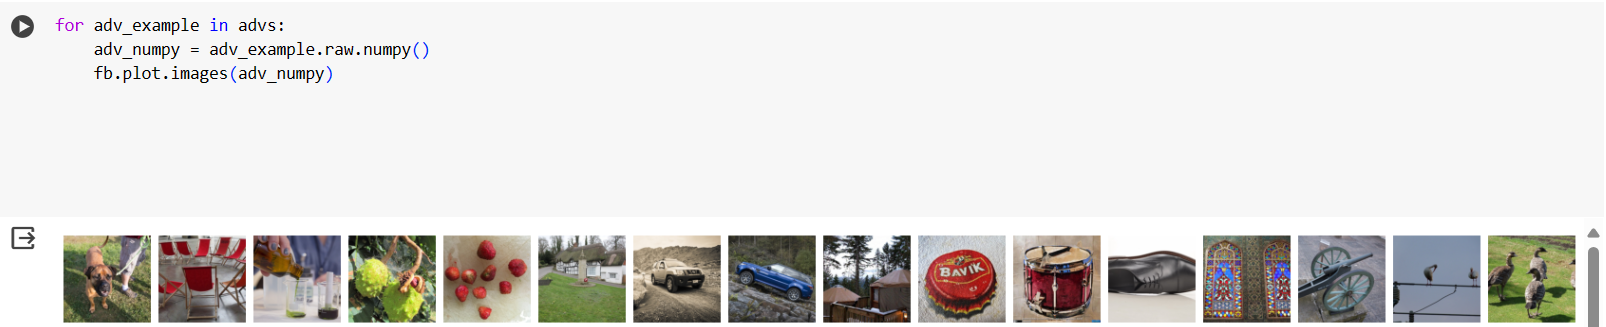 for adv_example in advs:
adv_numpy = adv_example.raw.numpy()
fb.plot.images(adv_numpy)
BAVIK